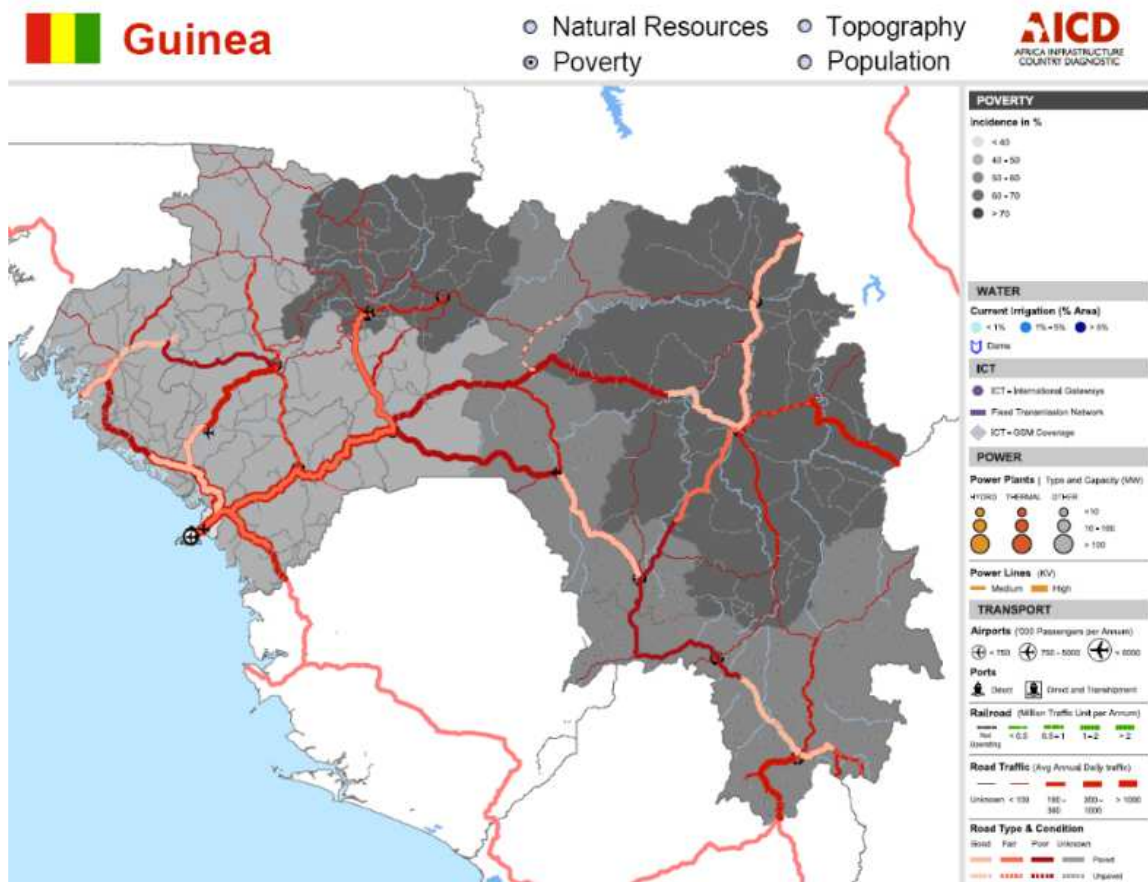 Guinea
Natural Resources
Topography
Poverty
Population
AICD
AFRICA INFRASTRUCTURE
COUNTRY DIAGNOSTIC
POVERTY
Incidence in %
< 40
40 - 50
50 - 60
60 - 70
> 70
WATER
Current Irrigation (% Area)
< 1% 1% - 5% > 5%
Dams
ICT
ICT - International Gateways
Fixed Transmission Network
ICT - GSM Coverage
POWER
Power Plants | Type and Capacity (MW)
HYDRO THERMAL OTHER
<10
10 - 100
> 100
Power Lines (KV)
Medium High
TRANSPORT
Airports ('000 Passengers per Annum)
< 750 750 - 5000
Ports
Direct Direct and Transhipment
Railroad (Million Traffic Unit per Annum)
Not Operating < 0.5 0.5 - 1 1 - 2 > 2
Road Traffic (Avg Annual Daily traffic)
Unknown < 100 300 - 1000 > 1000
Road Type & Condition
Good Fair Poor Unknown
Paved
Unpaved